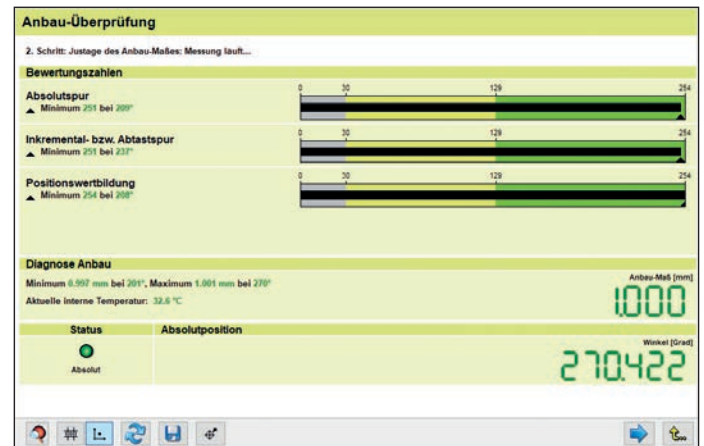 Anbau-Überprüfung
2. Schritt: Justage des Anbau-Maßes: Messung läuft...
Bewertungszahlen
0 30 129 254
Absolutspur
Minimum 251 bei 209°
0 30 129 254
Inkremental- bzw. Abtastspur
Minimum 251 bei 237°
0 30 129 254
Positionswertbildung
Minimum 254 bei 208°
Diagnose Anbau
Minimum 0.997 mm bei 201°, Maximum 1.001 mm bei 270°
Anbau-Maß [mm]
Aktuelle interne Temperatur: 32.6 °C
1.000
Status Absolutposition
Winkel [Grad]
Absolut
270.422